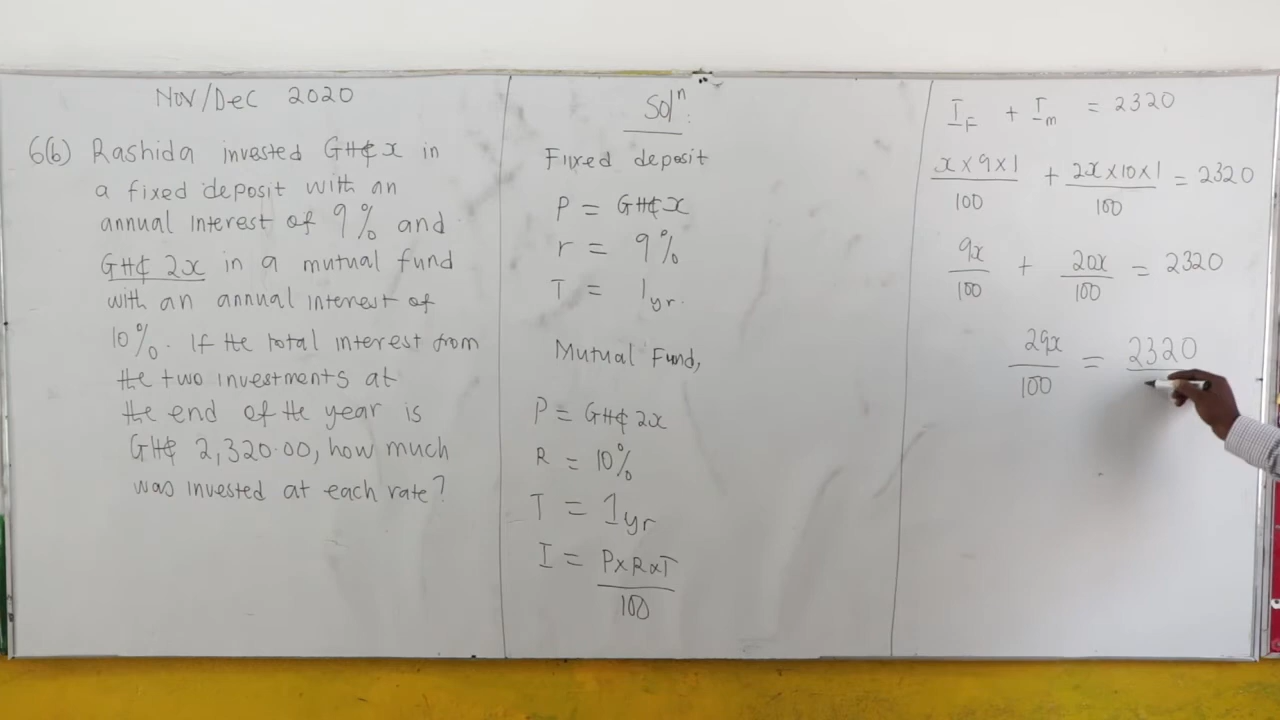 Nov/Dec 2020
6(b) Rashida invested GH₵ x in
a fixed deposit with an
annual interest of 9% and
GH₵ 2x in a mutual fund
with an annual interest of
10%. If the total interest from
the two investments at
the end of the year is
GH₵ 2,320.00, how much
was invested at each rate?
Solⁿ:
Fixed deposit
P = GH₵ x
r = 9%
T = 1yr.
Mutual Fund,
P = GH₵ 2x
R = 10%
T = 1yr
I = PxRxT
100
I_F + I_m = 2320
x × 9 × 1 / 100 + 2x × 10 × 1 / 100 = 2320
9x / 100 + 20x / 100 = 2320
29x / 100 = 2320